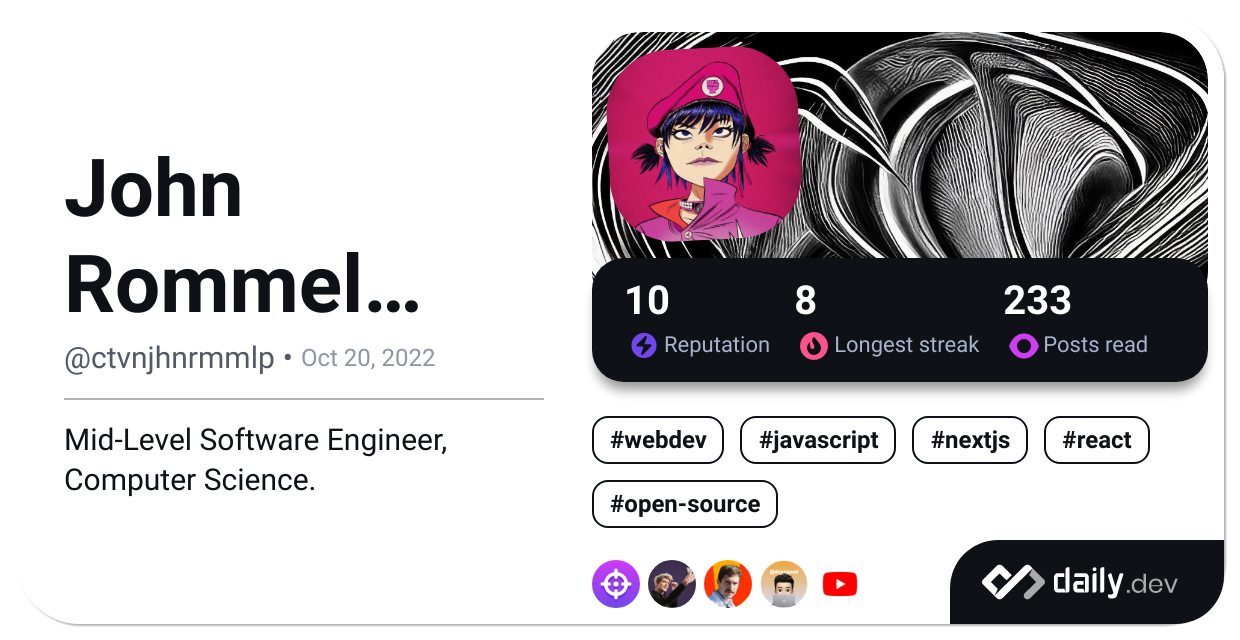 John
Rommel...
@ctvnjhnrmmlp • Oct 20, 2022
Mid-Level Software Engineer,
Computer Science.
10 8 233
Reputation Longest streak Posts read
#webdev #javascript #nextjs #react
#open-source
daily.dev